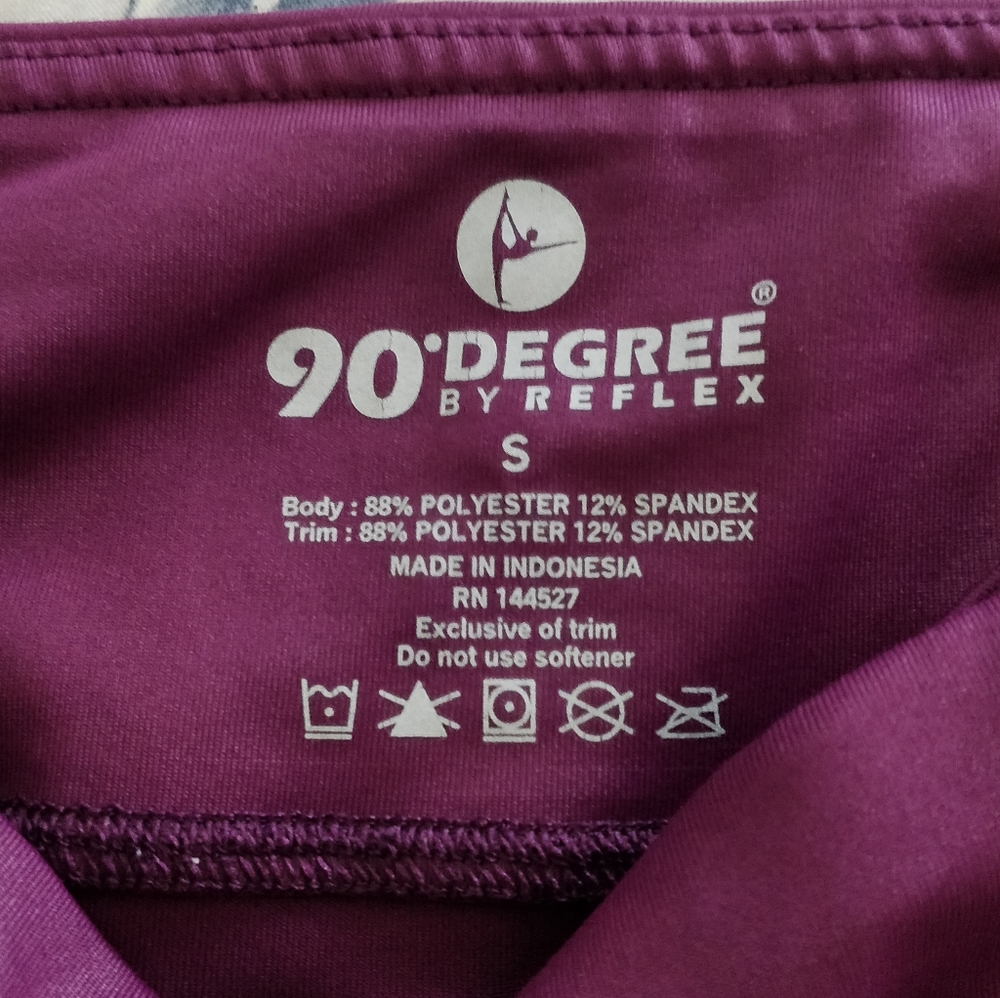 90°DEGREE®
BY REFLEX
S
Body : 88% POLYESTER 12% SPANDEX
Trim : 88% POLYESTER 12% SPANDEX
MADE IN INDONESIA
RN 144527
Exclusive of trim
Do not use softener